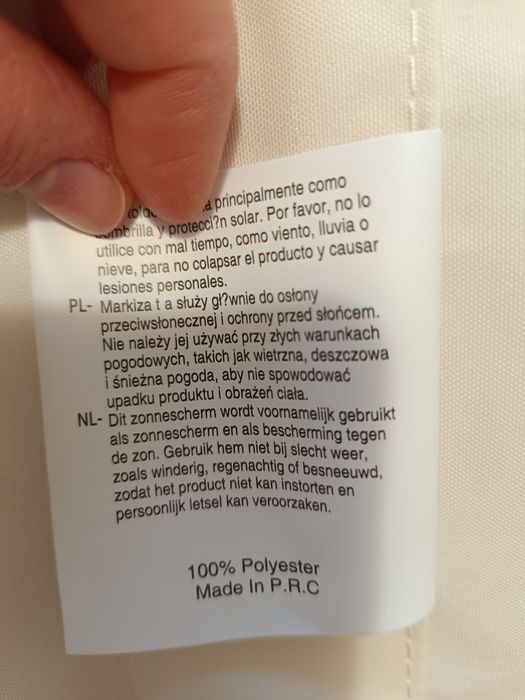 principalmente como
y protecci?n solar. Por favor, no lo
utilice con mal tiempo, como viento, lluvia o
nieve, para no colapsar el producto y causar
lesiones personales.
PL- Markiza t a służy gł?wnie do osłony
przeciwsłonecznej i ochrony przed słońcem.
Nie należy jej używać przy złych warunkach
pogodowych, takich jak wietrzna, deszczowa
i śnieżna pogoda, aby nie spowodować
upadku produktu i obrażeń ciała.
NL- Dit zonnescherm wordt voornamelijk gebruikt
als zonnescherm en als bescherming tegen
de zon. Gebruik hem niet bij slecht weer,
zoals winderig, regenachtig of besneeuwd,
zodat het product niet kan instorten en
persoonlijk letsel kan veroorzaken.
100% Polyester
Made In P.R.C